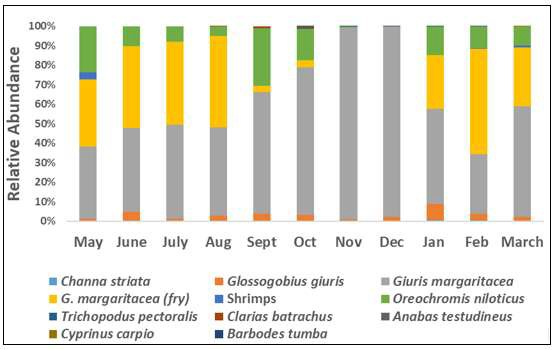 100%
90%
80%
70%
60%
50%
40%
30%
20%
10%
0%
Relative Abundance
May June July Aug Sept Oct Nov Dec Jan Feb March
Channa striata Glossogobius giuris Giuris margaritacea
G. margaritacea (fry) Shrimps Oreochromis niloticus
Trichopodus pectoralis Clarias batrachus Anabas testudineus
Cyprinus carpio Barbodes tumba